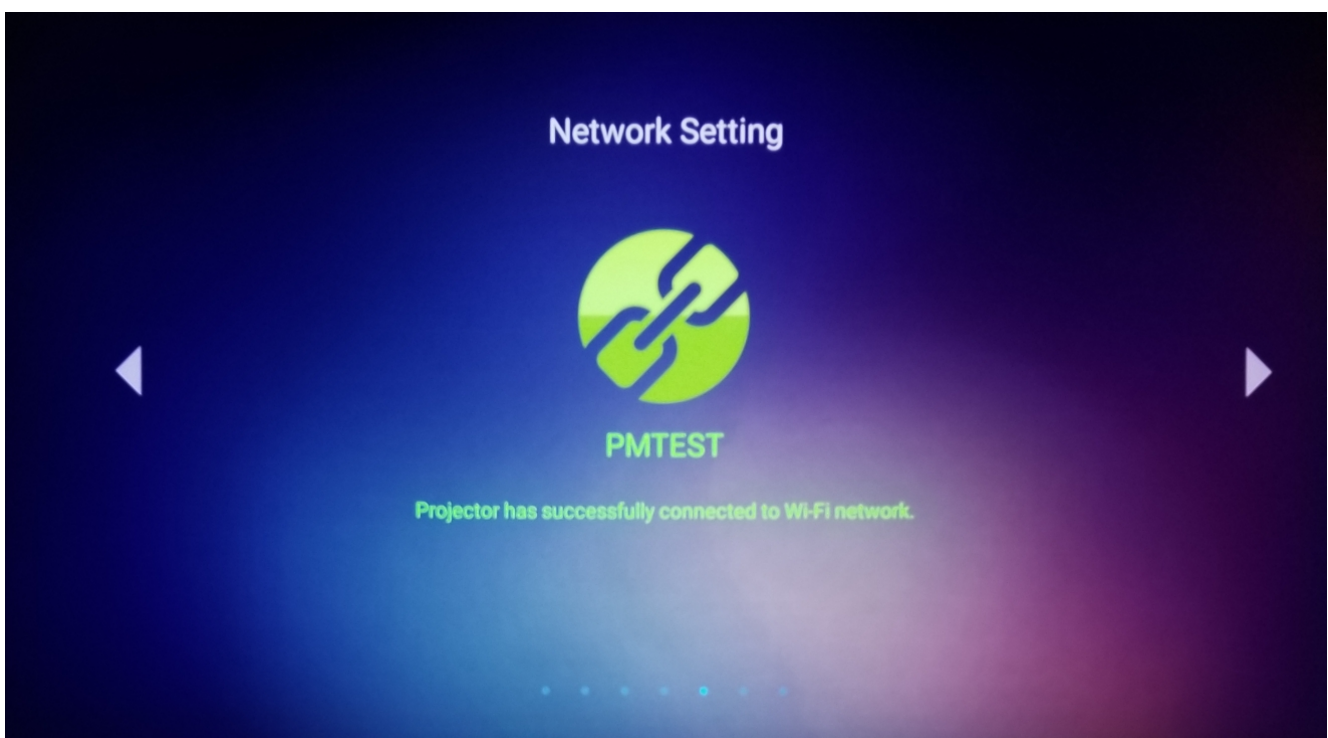 Network Setting
PMTEST
Projector has successfully connected to Wi-Fi network.